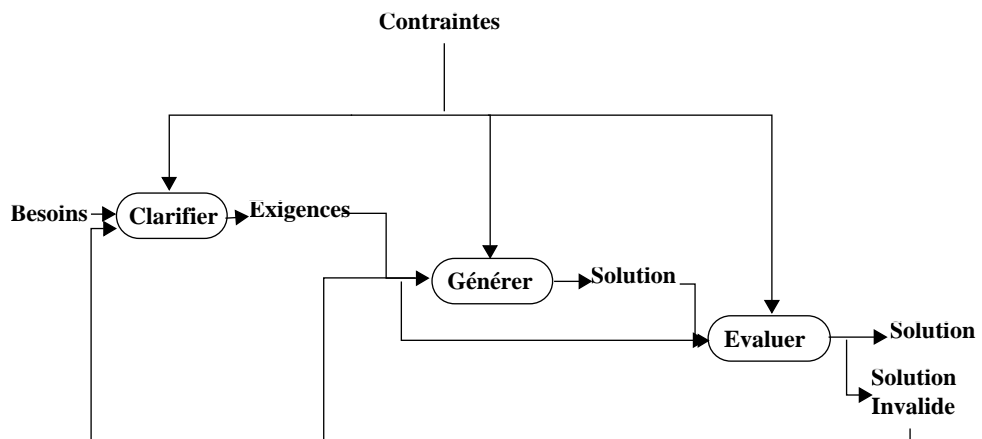 Contraintes
Besoins
Clarifier
Exigences
Générer
Solution
Evaluer
Solution
Solution
Invalide